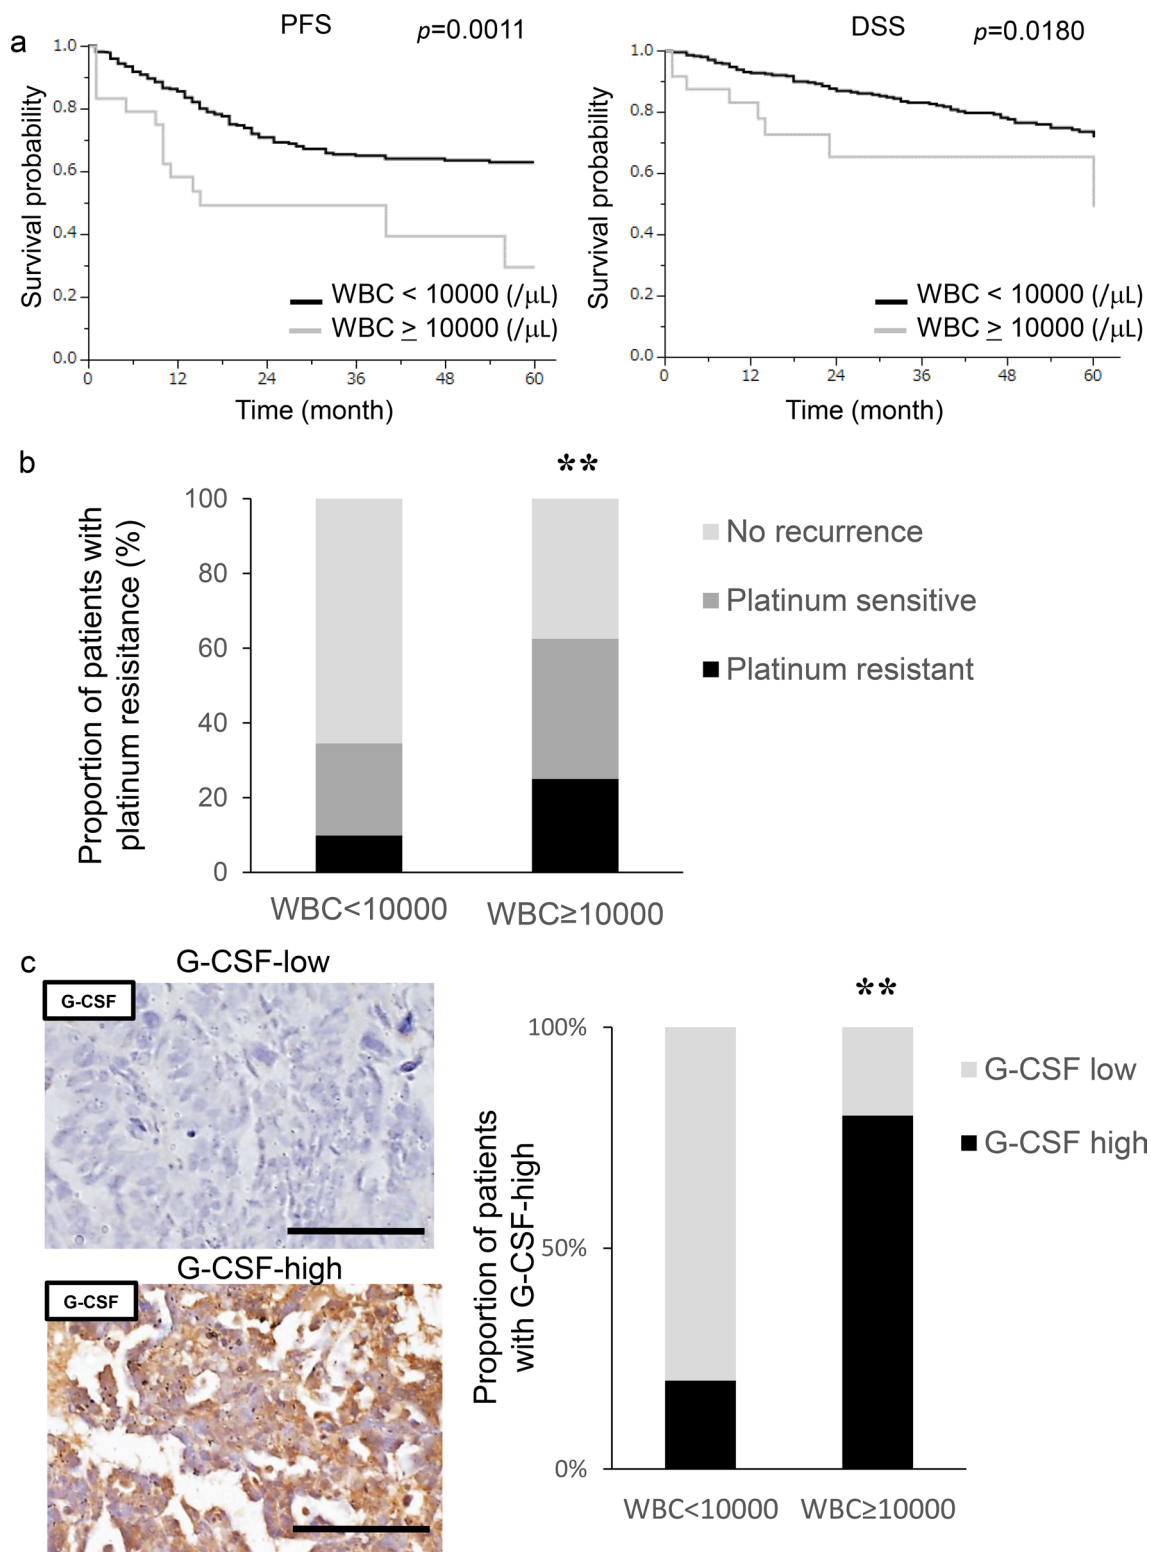 a
PFS
p=0.0011
Survival probability
1.0
0.8
0.6
0.4
0.2
0.0
WBC < 10000 (/μL)
WBC ≥ 10000 (/μL)
0 12 24 36 48 60
Time (month)
DSS
p=0.0180
Survival probability
1.0
0.8
0.6
0.4
0.2
0.0
WBC < 10000 (/μL)
WBC ≥ 10000 (/μL)
0 12 24 36 48 60
Time (month)
b
**
Proportion of patients with
platinum resisitance (%)
100
80
60
40
20
0
WBC<10000 WBC≥10000
No recurrence
Platinum sensitive
Platinum resistant
c
G-CSF-low
G-CSF
G-CSF-high
G-CSF
**
Proportion of patients
with G-CSF-high
100%
50%
0%
WBC<10000 WBC≥10000
G-CSF low
G-CSF high